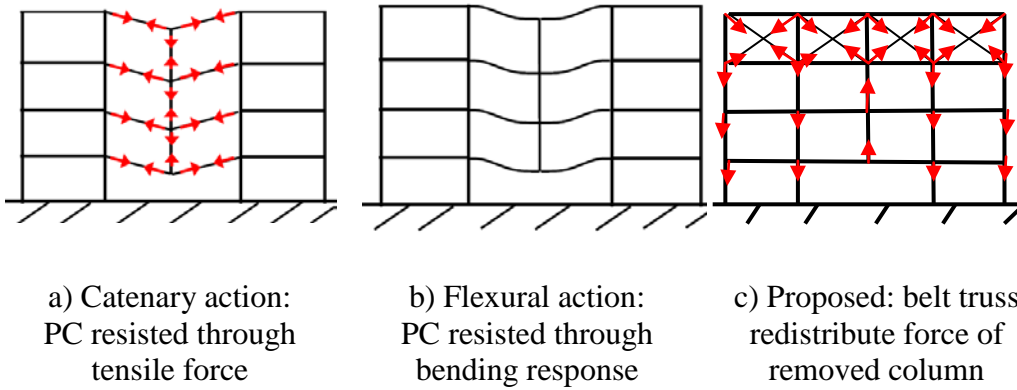 a) Catenary action:
PC resisted through
tensile force
b) Flexural action:
PC resisted through
bending response
c) Proposed: belt truss
redistribute force of
removed column